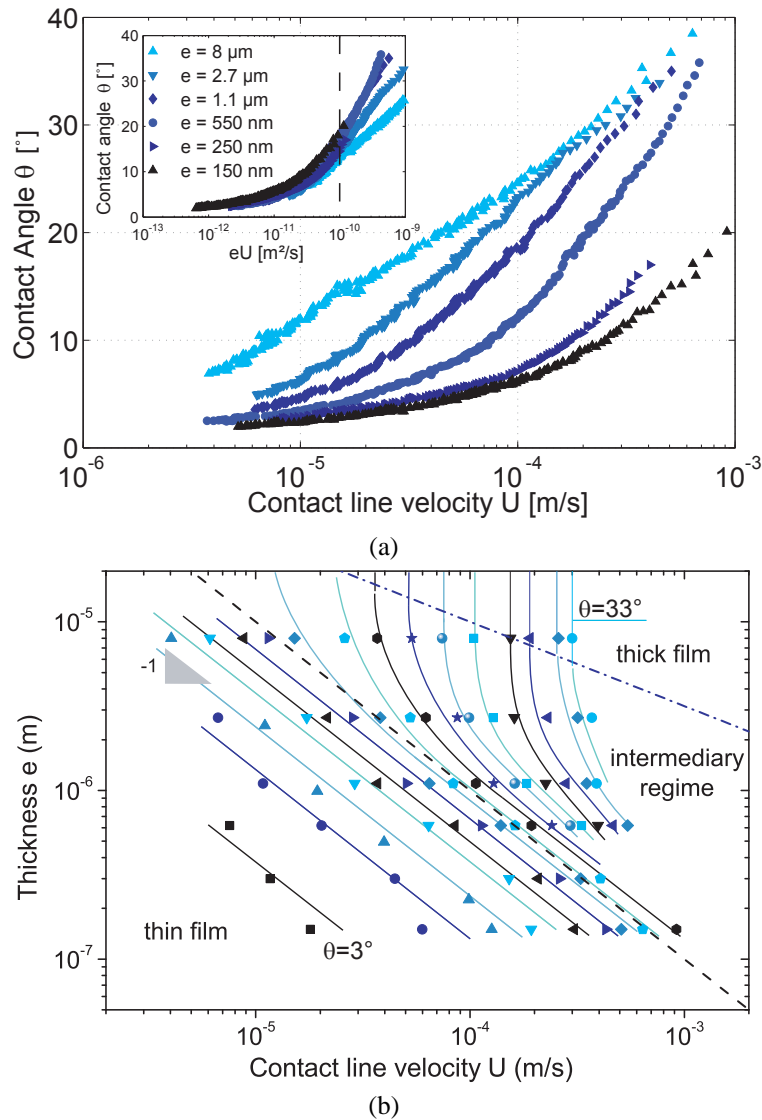 40
35
30
20
10
0
10⁻⁶
10⁻⁵
10⁻⁴
10⁻³
Contact Angle θ [°]
Contact line velocity U [m/s]
40
30
20
10
0
Contact angle θ [°]
e = 8 µm
e = 2.7 µm
e = 1.1 µm
e = 550 nm
e = 250 nm
e = 150 nm
10⁻¹³
10⁻¹²
10⁻¹¹
10⁻¹⁰
10⁻⁹
eU [m²/s]
(a)
θ=33°
thick film
-1
intermediary
regime
thin film
θ=3°
10⁻⁵
10⁻⁶
10⁻⁷
Thickness e (m)
10⁻⁵
10⁻⁴
10⁻³
Contact line velocity U (m/s)
(b)